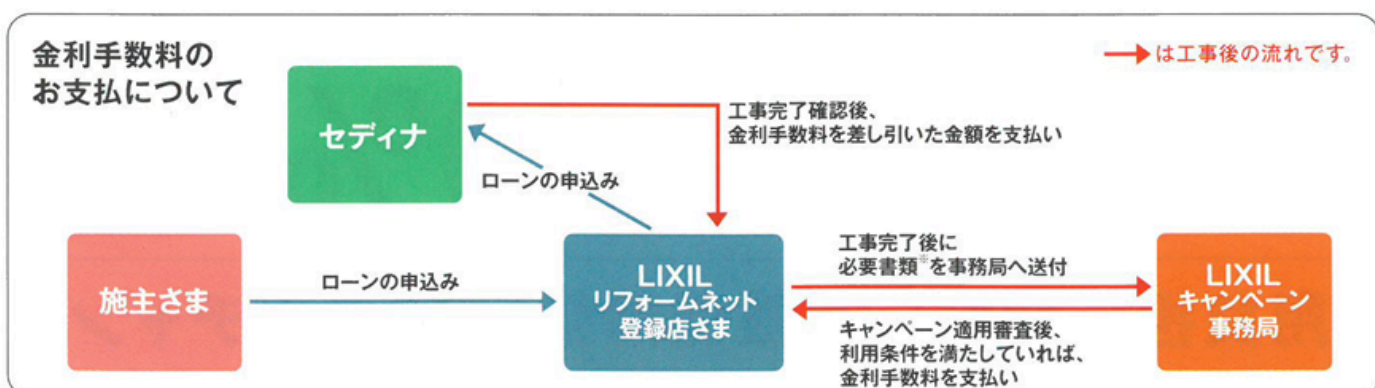 金利手数料の
お支払について
→は工事後の流れです。
セディナ
工事完了確認後、
金利手数料を差し引いた金額を支払い
ローンの申込み
施主さま
ローンの申込み
LIXIL
リフォームネット
登録店さま
工事完了後に
必要書類※を事務局へ送付
キャンペーン適用審査後、
利用条件を満たしていれば、
金利手数料を支払い
LIXIL
キャンペーン
事務局